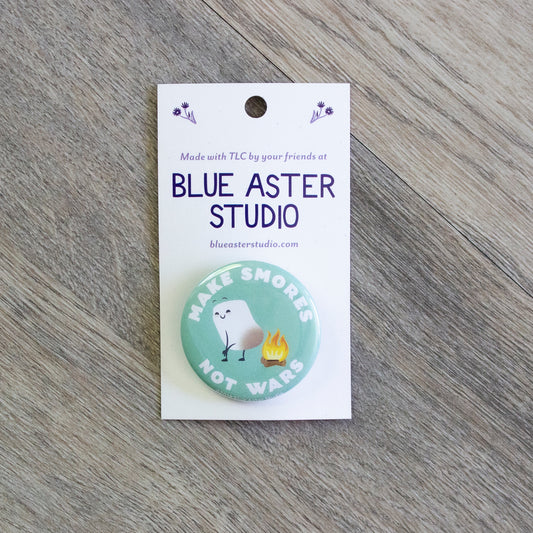 Made with TLC by your friends at
BLUE ASTER
STUDIO
blueasterstudio.com
MAKE SMORES
NOT WARS